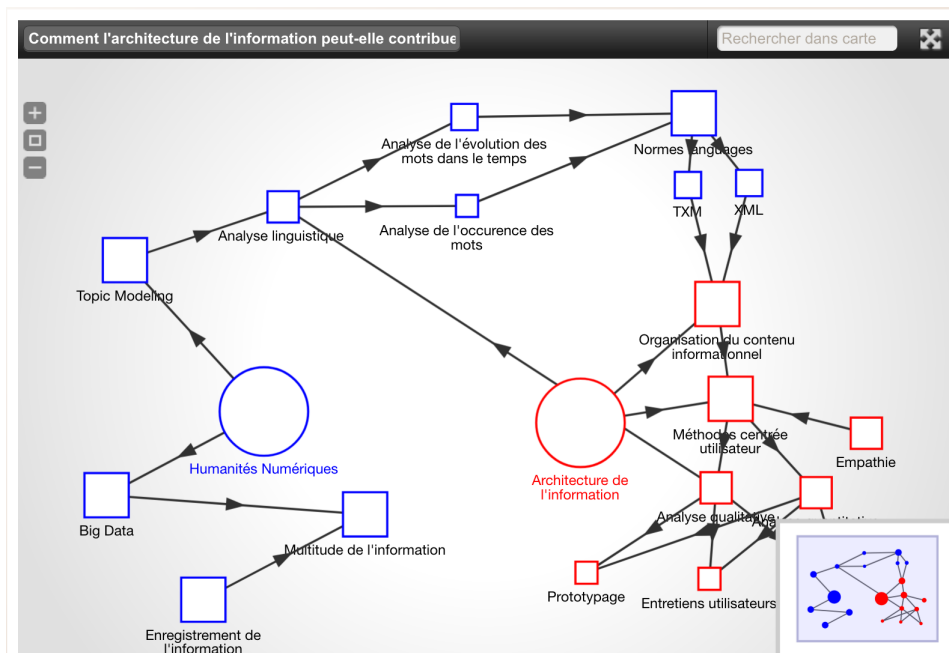 Comment l'architecture de l'information peut-elle contribue
Rechercher dans carte
Analyse de l'évolution des
mots dans le temps
Normes languages
TXM
XML
Analyse linguistique
Analyse de l'occurence des
mots
Topic Modeling
Organisation du contenu
informationnel
Méthodes centrée
utilisateur
Empathie
Humanités Numériques
Architecture de
l'information
Big Data
Multitude de l'information
Analyse qualitative
Prototypage
Entretiens utilisateurs
Enregistrement de
l'information